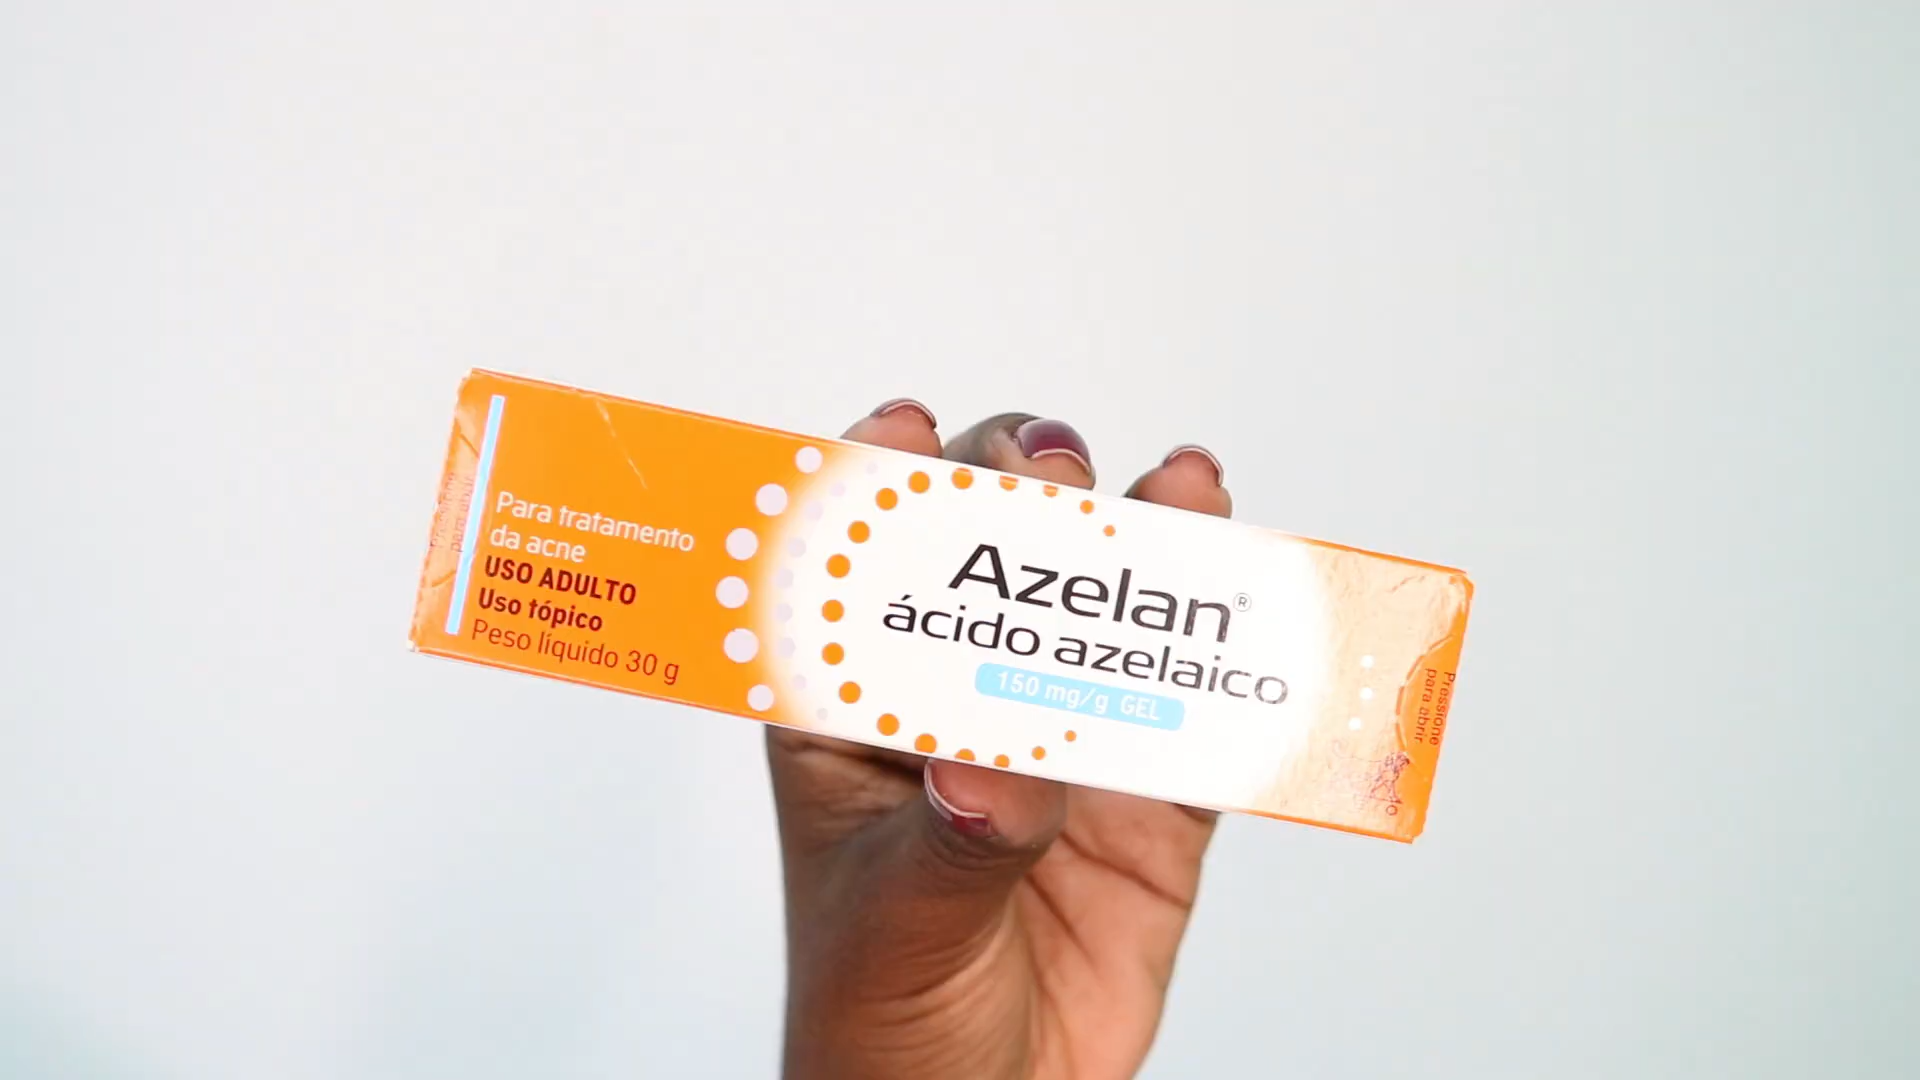 Para tratamento
da acne
USO ADULTO
Uso tópico
Peso líquido 30 g
Azelan®
ácido azelaico
150 mg/g GEL
Pressione
para abrir